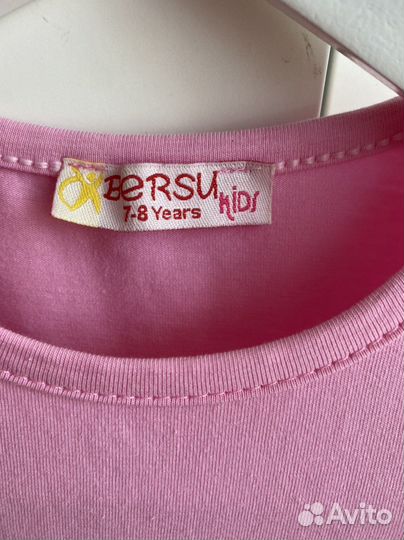 BERSU
kiDS
7-8 Years
Avito